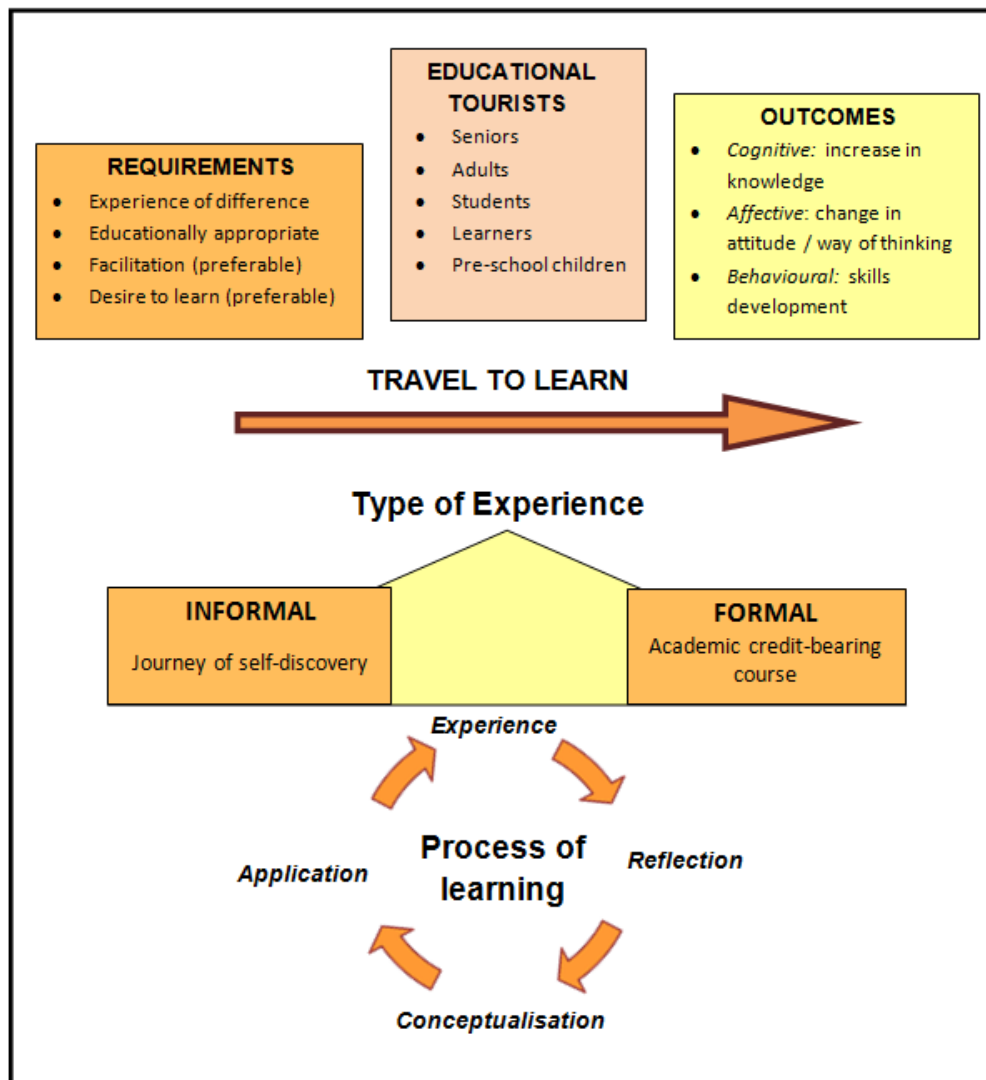 REQUIREMENTS
• Experience of difference
• Educationally appropriate
• Facilitation (preferable)
• Desire to learn (preferable)
EDUCATIONAL
TOURISTS
• Seniors
• Adults
• Students
• Learners
• Pre-school children
OUTCOMES
• Cognitive: increase in
knowledge
• Affective: change in
attitude / way of thinking
• Behavioural: skills
development
TRAVEL TO LEARN
Type of Experience
INFORMAL
Journey of self-discovery
FORMAL
Academic credit-bearing
course
Experience
Process of
learning
Application
Reflection
Conceptualisation